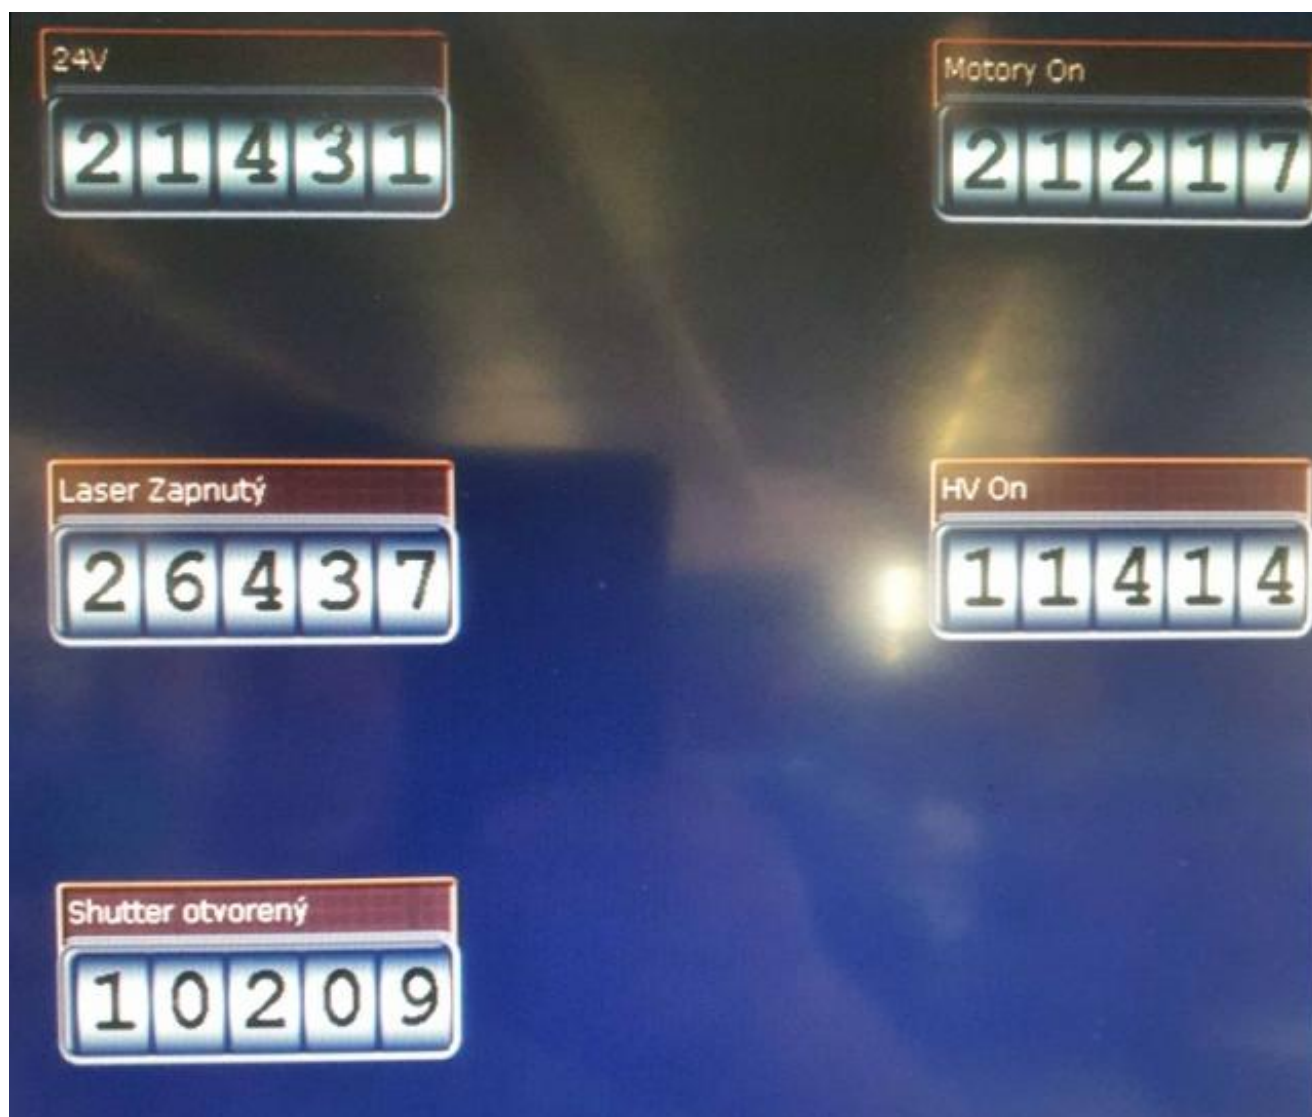 24V
Motory On
21431
21217
Laser Zapnutý
HV On
26437
11414
Shutter otvorený
10209